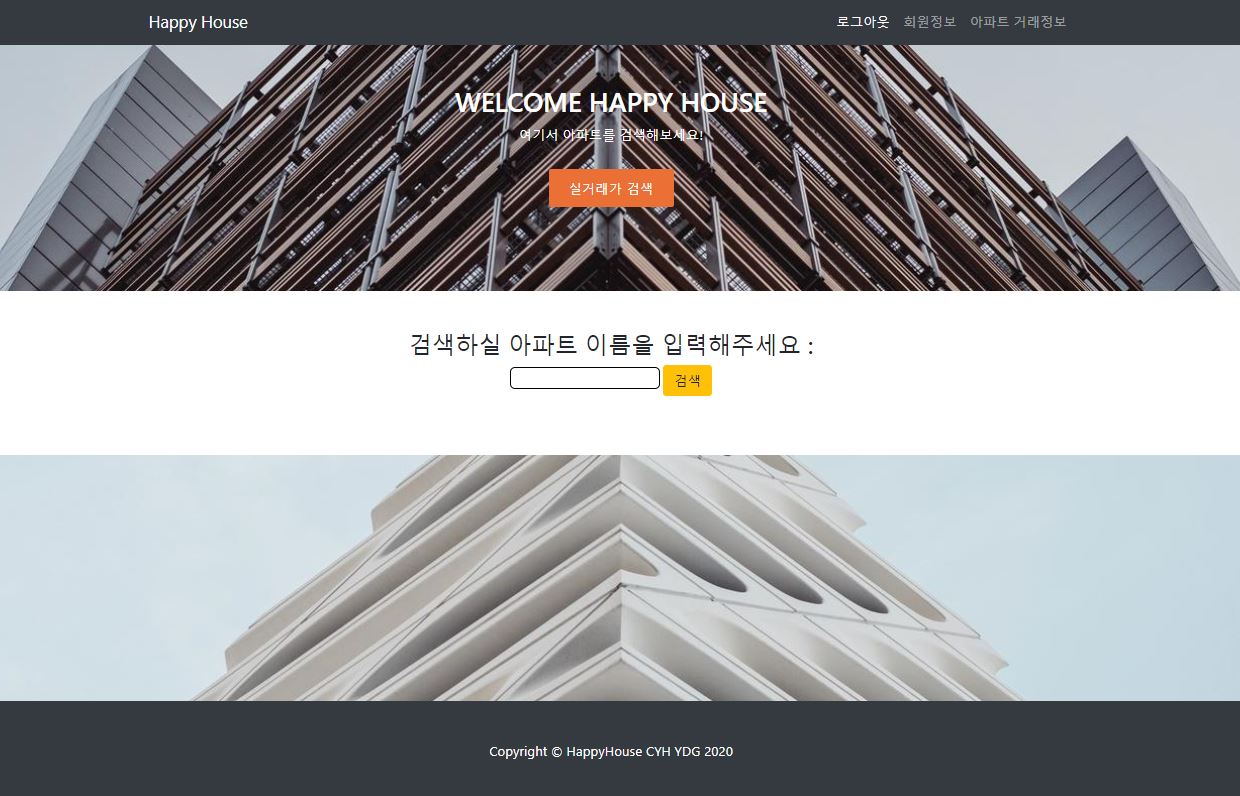 Happy House 로그아웃 회원정보 아파트 거래정보
WELCOME HAPPY HOUSE
여기서 아파트를 검색해보세요!
실거래가 검색
검색하실 아파트 이름을 입력해주세요 :
검색
Copyright © HappyHouse CYH YDG 2020